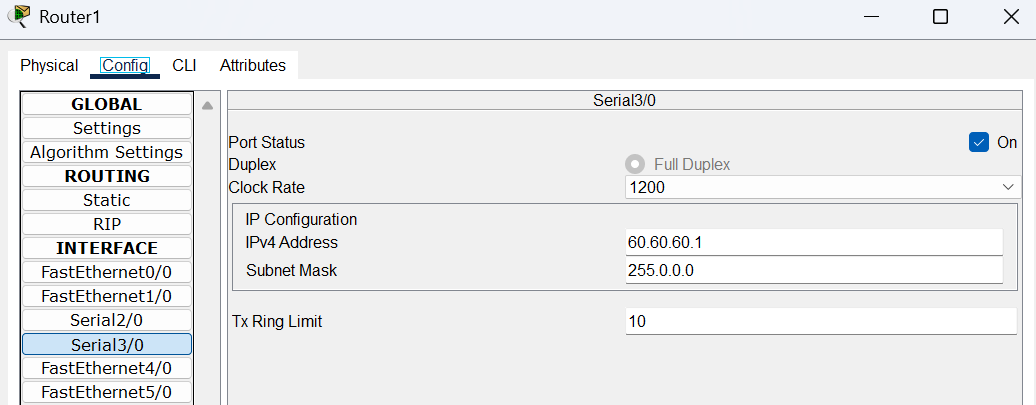 Router1
Physical Config CLI Attributes
GLOBAL
Settings
Algorithm Settings
ROUTING
Static
RIP
INTERFACE
FastEthernet0/0
FastEthernet1/0
Serial2/0
Serial3/0
FastEthernet4/0
FastEthernet5/0
Serial3/0
Port Status On
Duplex Full Duplex
Clock Rate 1200
IP Configuration
IPv4 Address 60.60.60.1
Subnet Mask 255.0.0.0
Tx Ring Limit 10